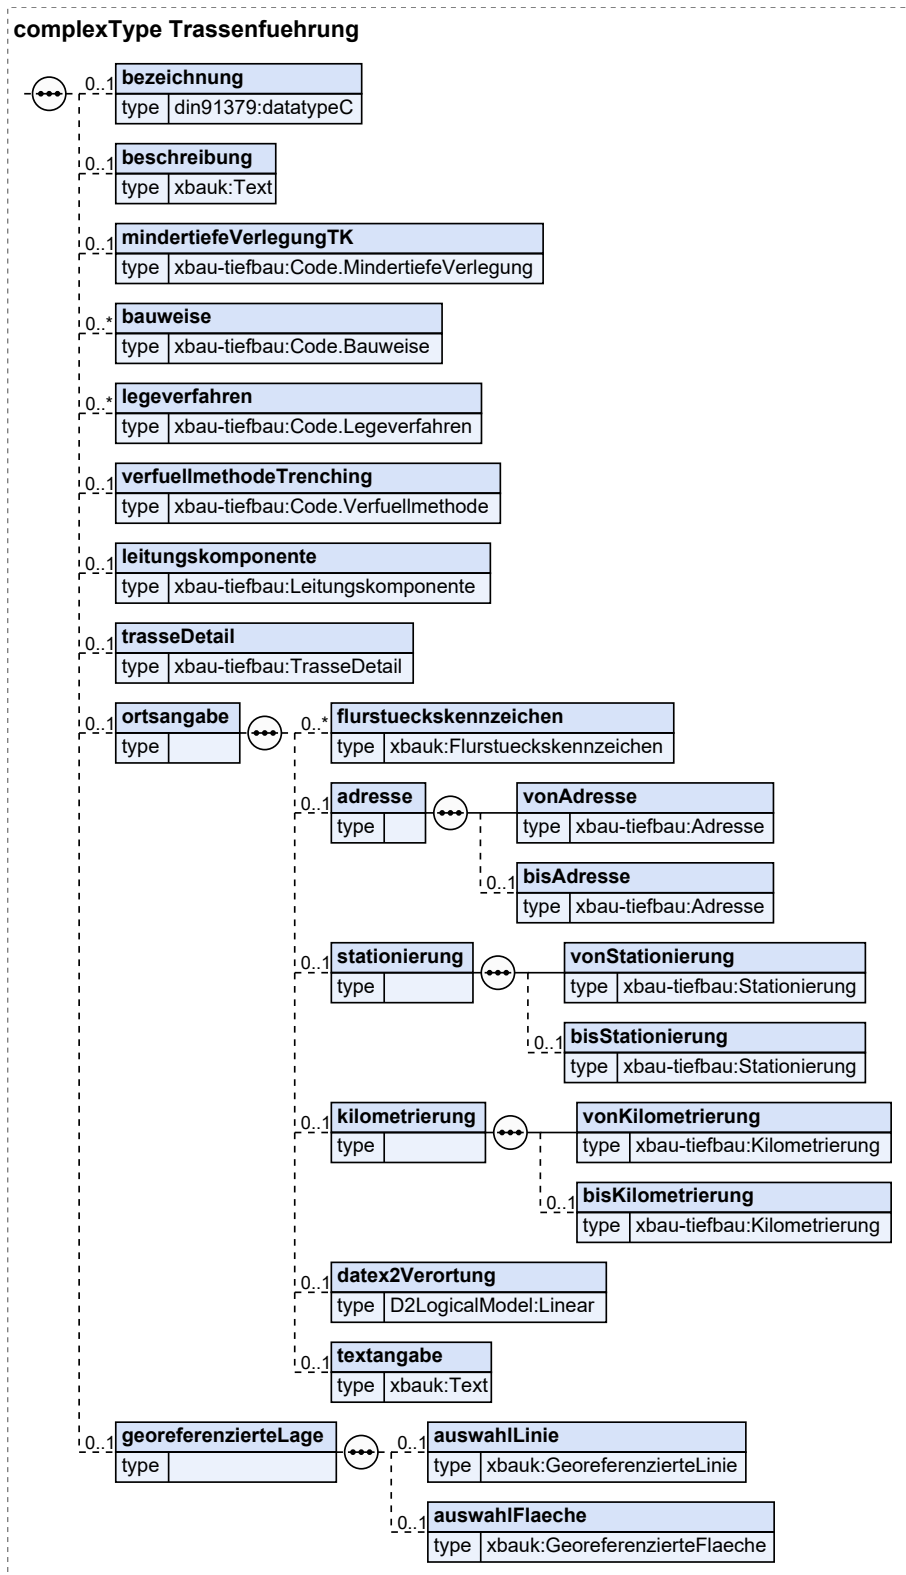 complexType Trassenfuehrung
0..1 bezeichnung
type din91379:datatypeC
0..1 beschreibung
type xbauk:Text
0..1 mindertiefeVerlegungTK
type xbau-tiefbau:Code.MindertiefeVerlegung
0..* bauweise
type xbau-tiefbau:Code.Bauweise
0..* legeverfahren
type xbau-tiefbau:Code.Legeverfahren
0..1 verfuellmethodeTrenching
type xbau-tiefbau:Code.Verfuellmethode
0..1 leitungskomponente
type xbau-tiefbau:Leitungskomponente
0..1 trasseDetail
type xbau-tiefbau:TrasseDetail
0..1 ortsangabe
type
0..* flurstueckskennzeichen
type xbauk:Flurstueckskennzeichen
0..1 adresse
type
vonAdresse
type xbau-tiefbau:Adresse
0..1 bisAdresse
type xbau-tiefbau:Adresse
0..1 stationierung
type
vonStationierung
type xbau-tiefbau:Stationierung
0..1 bisStationierung
type xbau-tiefbau:Stationierung
0..1 kilometrierung
type
vonKilometrierung
type xbau-tiefbau:Kilometrierung
0..1 bisKilometrierung
type xbau-tiefbau:Kilometrierung
0..1 datex2Verortung
type D2LogicalModel:Linear
0..1 textangabe
type xbauk:Text
0..1 georeferenzierteLage
type
0..1 auswahlLinie
type xbauk:GeoreferenzierteLinie
0..1 auswahlFlaeche
type xbauk:GeoreferenzierteFlaeche